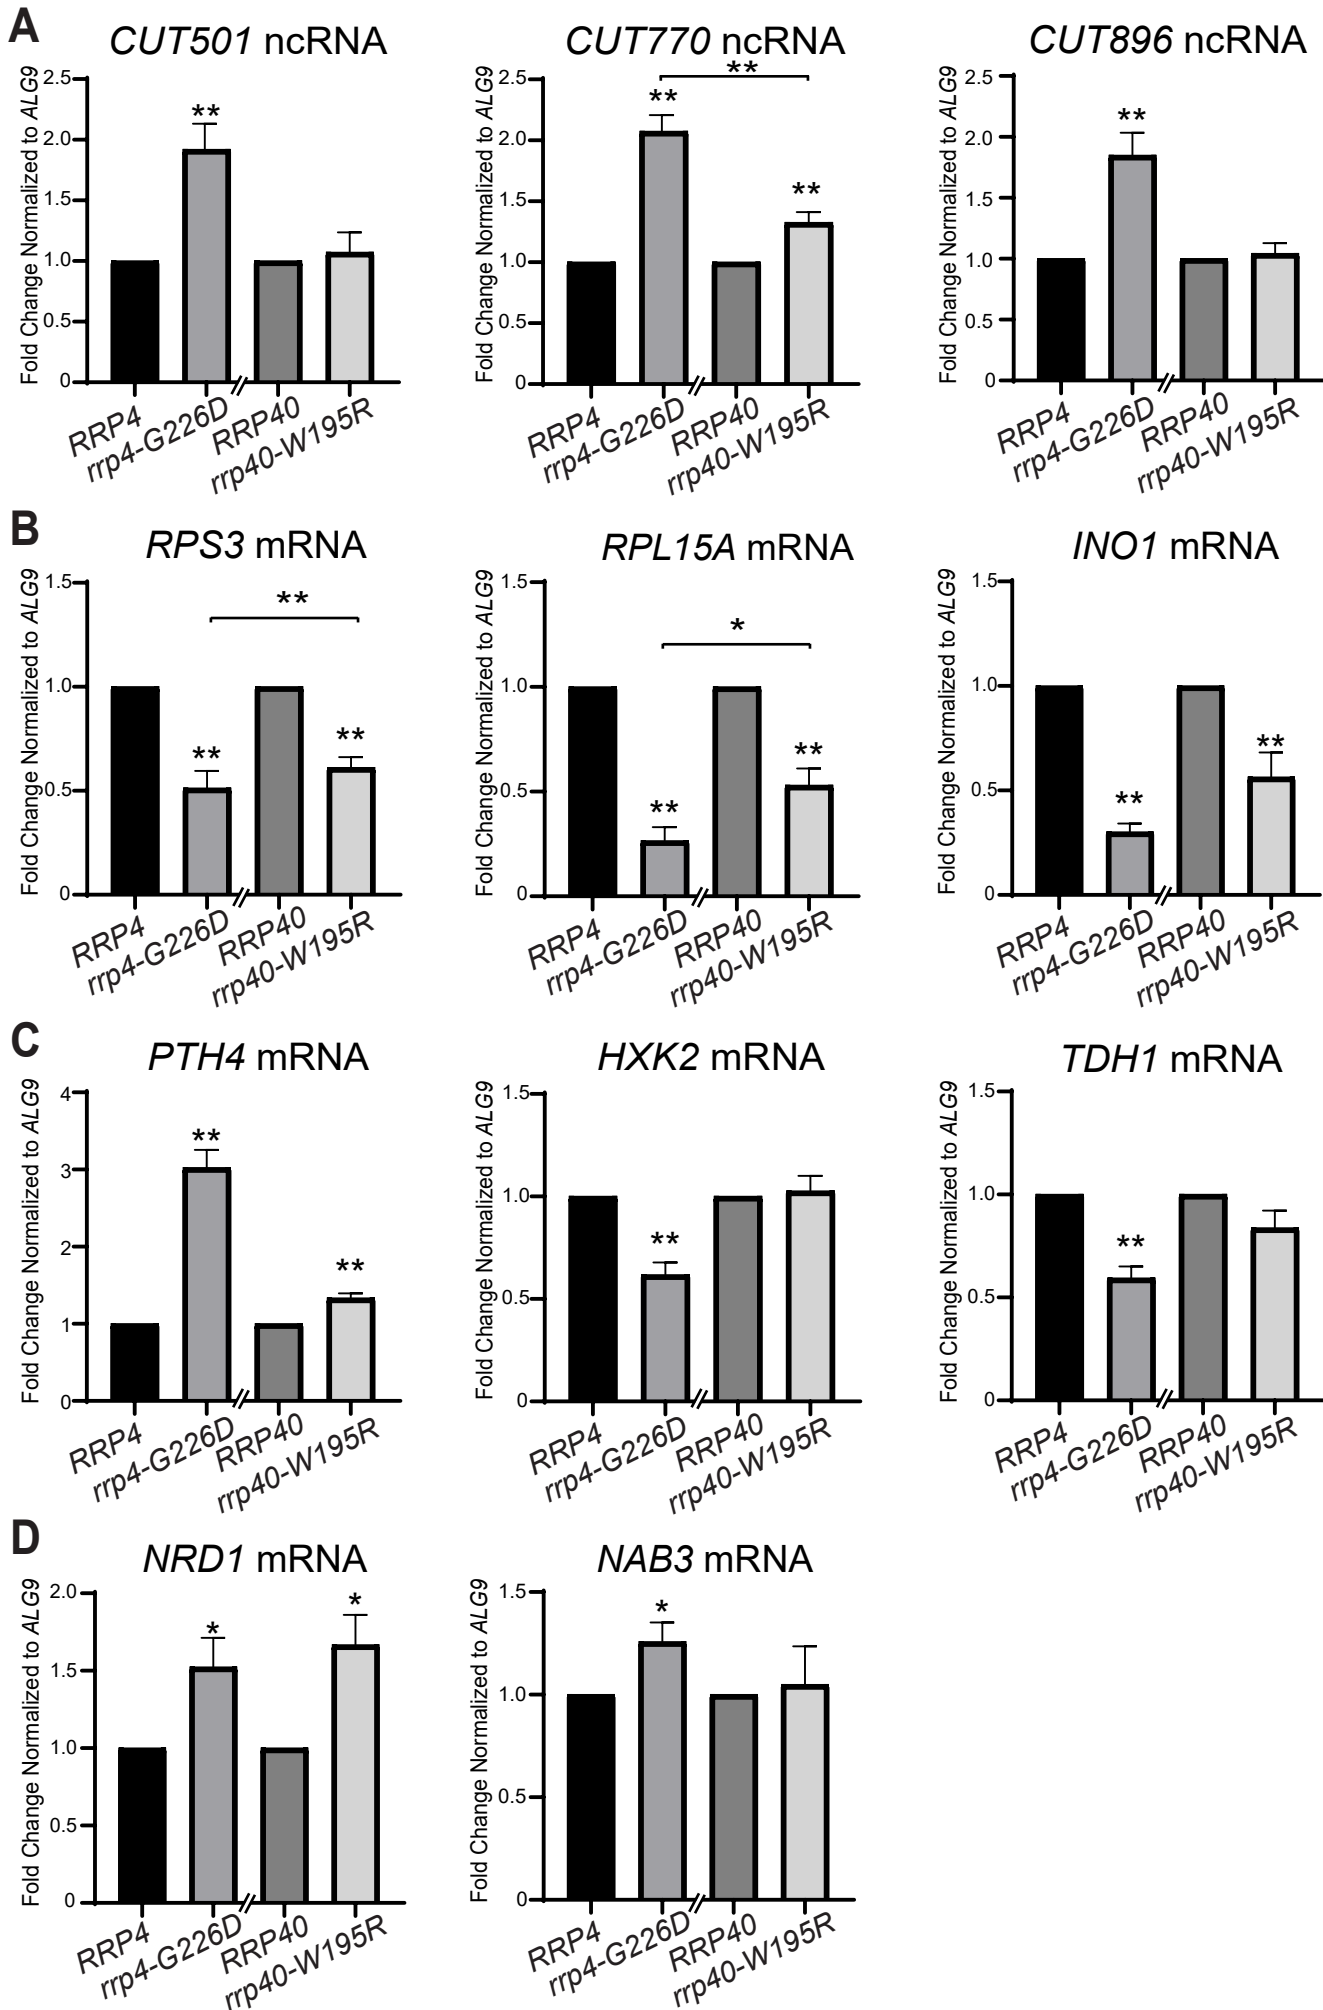 A
CUT501 ncRNA
Fold Change Normalized to ALG9
2.5
2.0
1.5
1.0
0.5
0
**
RRP4
rrp4-G226D
RRP40
rrp40-W195R
CUT770 ncRNA
Fold Change Normalized to ALG9
2.5
2.0
1.5
1.0
0.5
0
**
**
**
RRP4
rrp4-G226D
RRP40
rrp40-W195R
CUT896 ncRNA
Fold Change Normalized to ALG9
2.5
2.0
1.5
1.0
0.5
0
**
RRP4
rrp4-G226D
RRP40
rrp40-W195R
B
RPS3 mRNA
Fold Change Normalized to ALG9
1.5
1.0
0.5
0
**
**
**
RRP4
rrp4-G226D
RRP40
rrp40-W195R
RPL15A mRNA
Fold Change Normalized to ALG9
1.5
1.0
0.5
0
*
**
**
RRP4
rrp4-G226D
RRP40
rrp40-W195R
INO1 mRNA
Fold Change Normalized to ALG9
1.5
1.0
0.5
0
**
**
RRP4
rrp4-G226D
RRP40
rrp40-W195R
C
PTH4 mRNA
Fold Change Normalized to ALG9
4
3
2
1
0
**
**
RRP4
rrp4-G226D
RRP40
rrp40-W195R
HXK2 mRNA
Fold Change Normalized to ALG9
1.5
1.0
0.5
0
**
RRP4
rrp4-G226D
RRP40
rrp40-W195R
TDH1 mRNA
Fold Change Normalized to ALG9
1.5
1.0
0.5
0
**
RRP4
rrp4-G226D
RRP40
rrp40-W195R
D
NRD1 mRNA
Fold Change Normalized to ALG9
2.0
1.5
1.0
0.5
0
*
*
RRP4
rrp4-G226D
RRP40
rrp40-W195R
NAB3 mRNA
Fold Change Normalized to ALG9
1.5
1.0
0.5
0
*
RRP4
rrp4-G226D
RRP40
rrp40-W195R